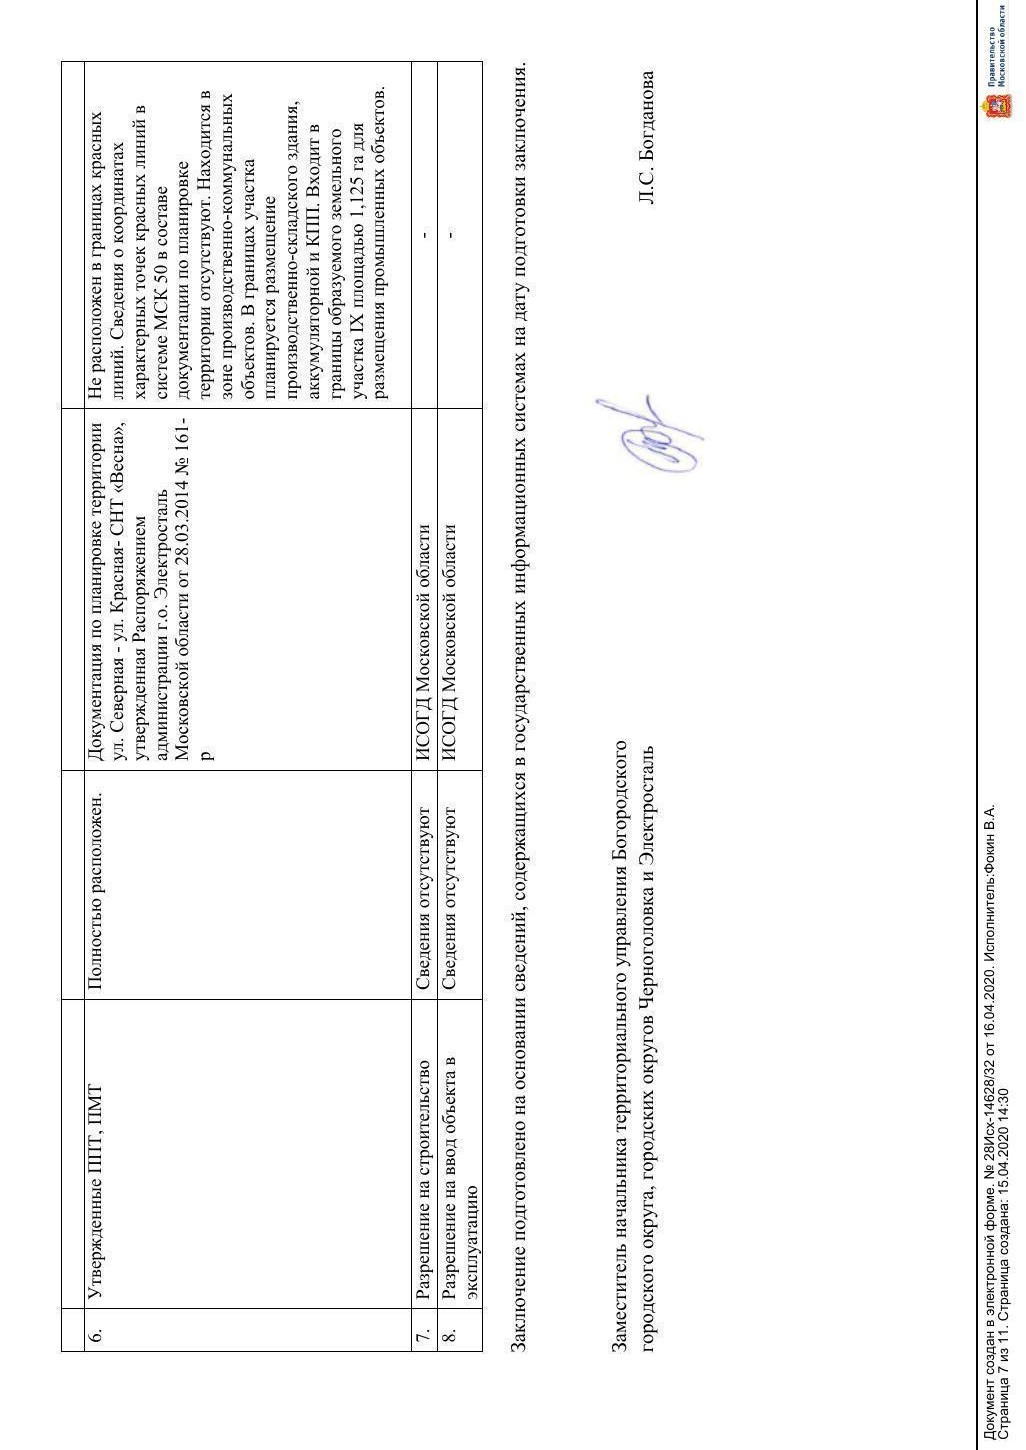 6.
Утвержденные ППТ, ПМТ
Полностью расположен.
Документация по планировке территории
ул. Северная - ул. Красная- СНТ «Весна»,
утвержденная Распоряжением
администрации г.о. Электросталь
Московской области от 28.03.2014 № 161-
р
Не расположен в границах красных
линий. Сведения о координатах
характерных точек красных линий в
системе МСК 50 в составе
документации по планировке
территории отсутствуют. Находится в
зоне производственно-коммунальных
объектов. В границах участка
планируется размещение
производственно-складского здания,
аккумуляторной и КПП. Входит в
границы образуемого земельного
участка IX площадью 1,125 га для
размещения промышленных объектов.
7.
Разрешение на строительство
Сведения отсутствуют
ИСОГД Московской области
-
8.
Разрешение на ввод объекта в
эксплуатацию
Сведения отсутствуют
ИСОГД Московской области
-
Заключение подготовлено на основании сведений, содержащихся в государственных информационных системах на дату подготовки заключения.
Заместитель начальника территориального управления Богородского
городского округа, городских округов Черноголовка и Электросталь
Л.С. Богданова
Документ создан в электронной форме. № 28Исх-14628/32 от 16.04.2020. Исполнитель:Фокин В.А.
Страница 7 из 11. Страница создана: 15.04.2020 14:30
Правительство
Московской области